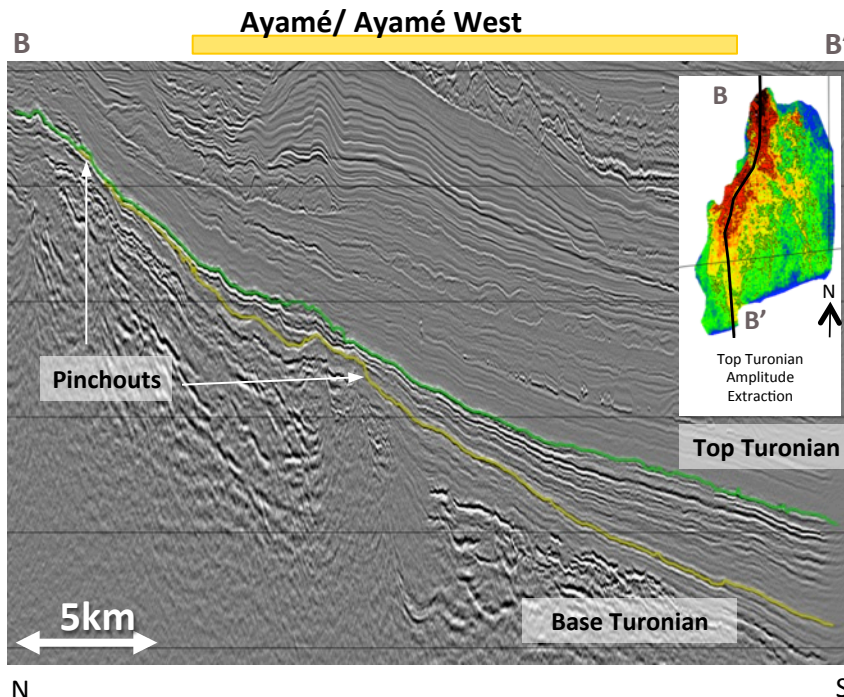 Ayamé/ Ayamé West
B
B'
B
N
B'
Top Turonian
Amplitude
Extraction
Pinchouts
Top Turonian
5km
Base Turonian
N
S